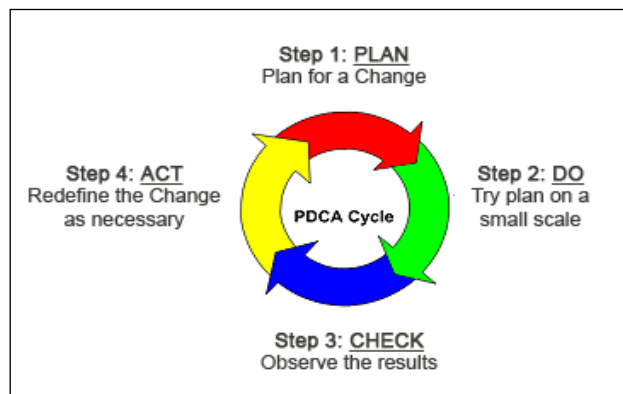 Step 1: PLAN
Plan for a Change
Step 4: ACT
Redefine the Change
as necessary
PDCA Cycle
Step 2: DO
Try plan on a
small scale
Step 3: CHECK
Observe the results